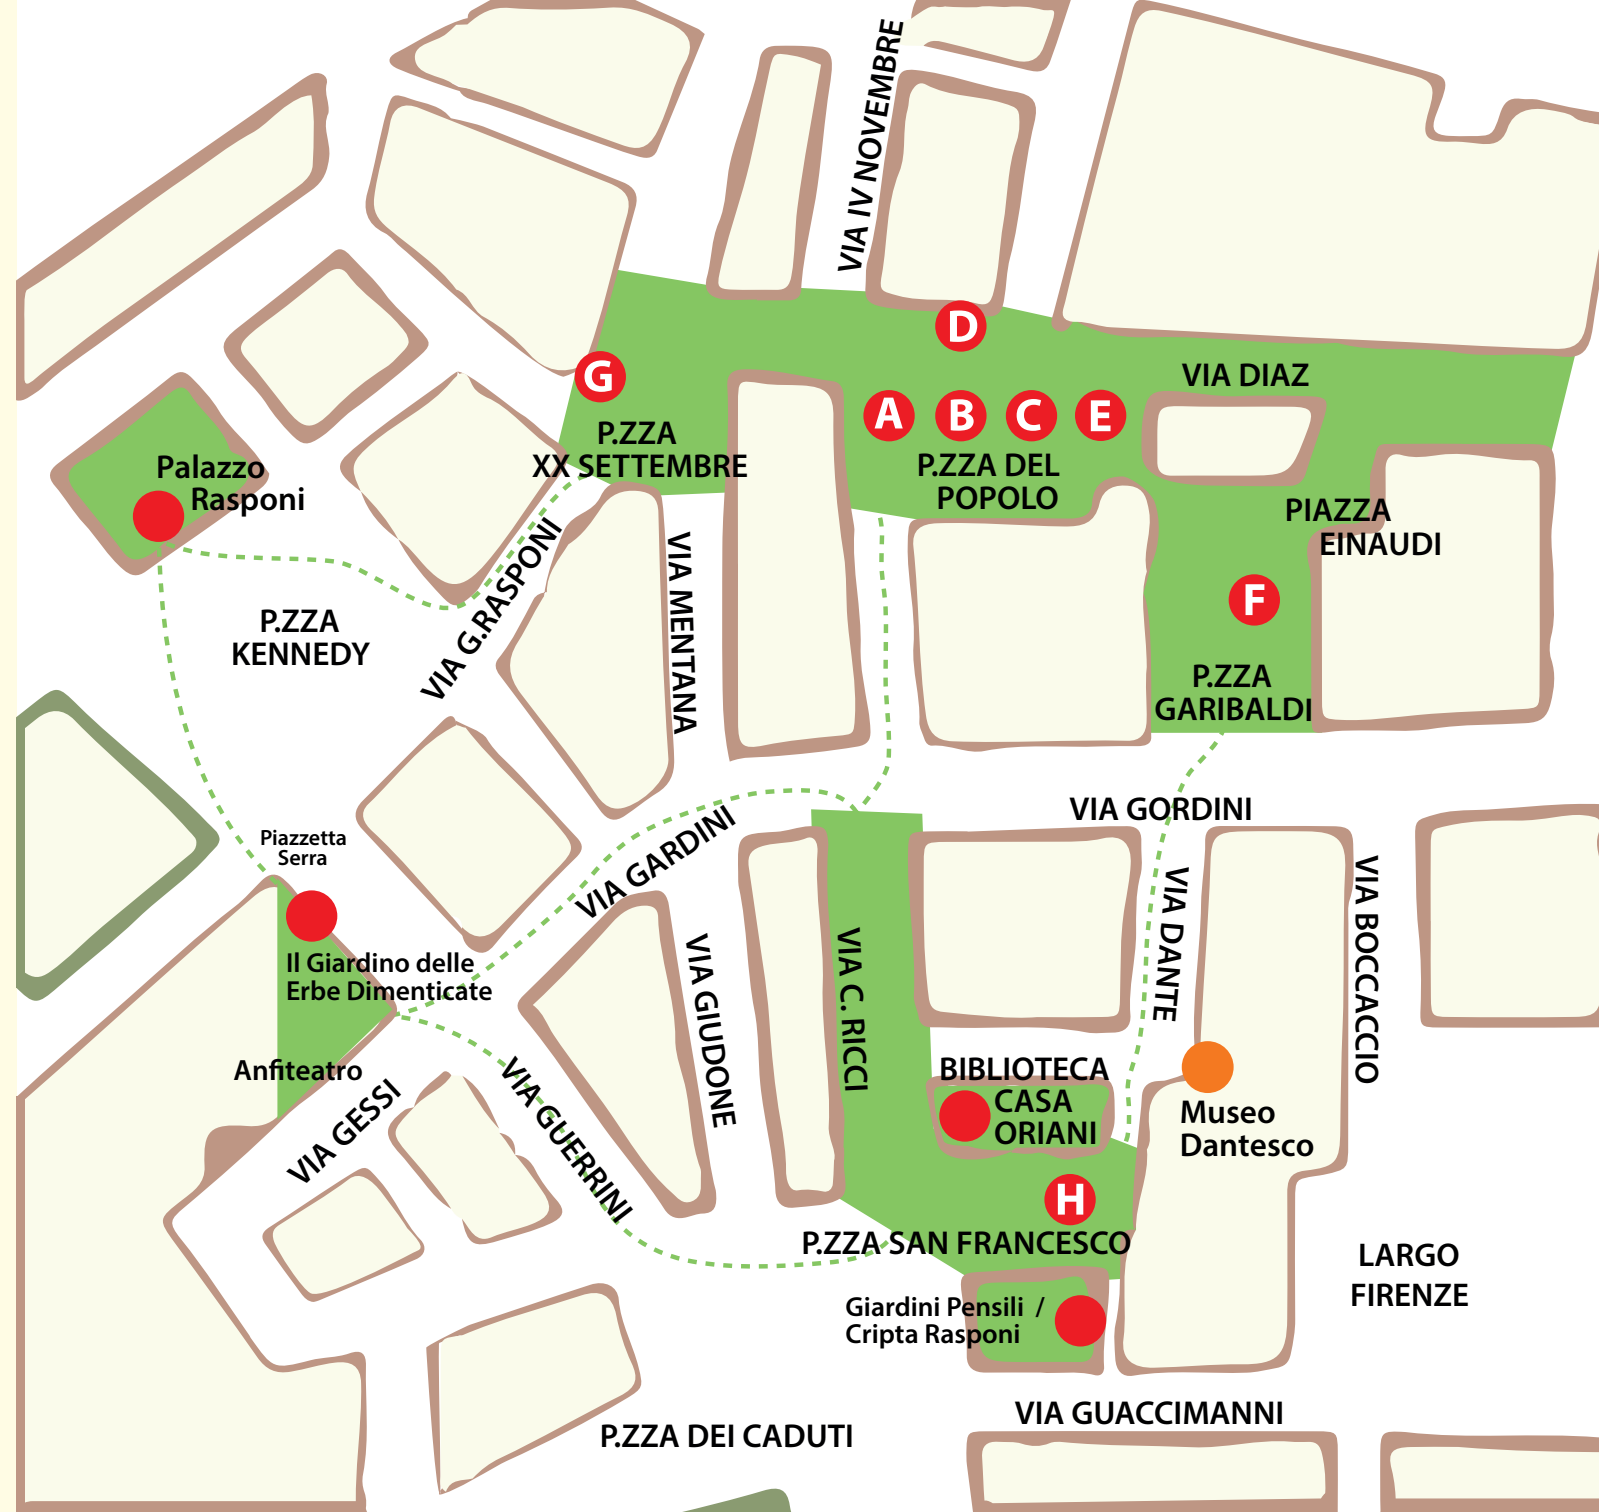 VIA IV NOVEMBRE
D
VIA DIAZ
G
A
B
C
E
P.ZZA
XX SETTEMBRE
P.ZZA DEL
POPOLO
Palazzo
Rasponi
PIAZZA
EINAUDI
VIA G.RASPONI
VIA MENTANA
F
P.ZZA
KENNEDY
P.ZZA
GARIBALDI
VIA GORDINI
Piazzetta
Serra
VIA GARDINI
VIA DANTE
VIA BOCCACCIO
Il Giardino delle
Erbe Dimenticate
VIA GIUDONE
VIA C. RICCI
Anfiteatro
VIA GESSI
VIA GUERRINI
BIBLIOTECA
CASA
ORIANI
Museo
Dantesco
H
P.ZZA SAN FRANCESCO
LARGO
FIRENZE
Giardini Pensili /
Cripta Rasponi
VIA GUACCIMANNI
P.ZZA DEI CADUTI